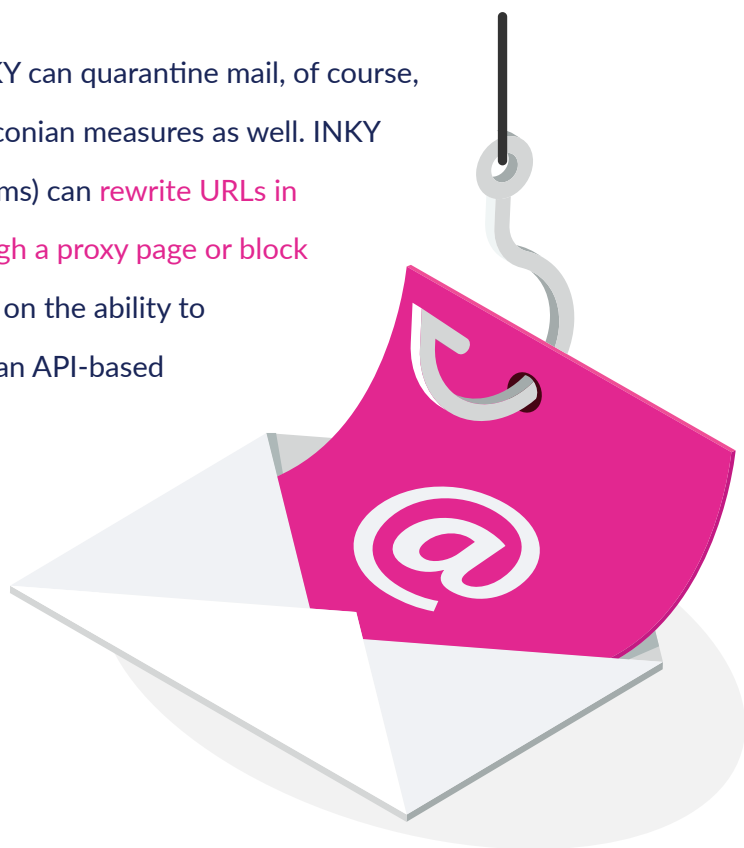 Y can quarantine mail, of course,
conian measures as well. INKY
ms) can rewrite URLs in
gh a proxy page or block
on the ability to
an API-based
@